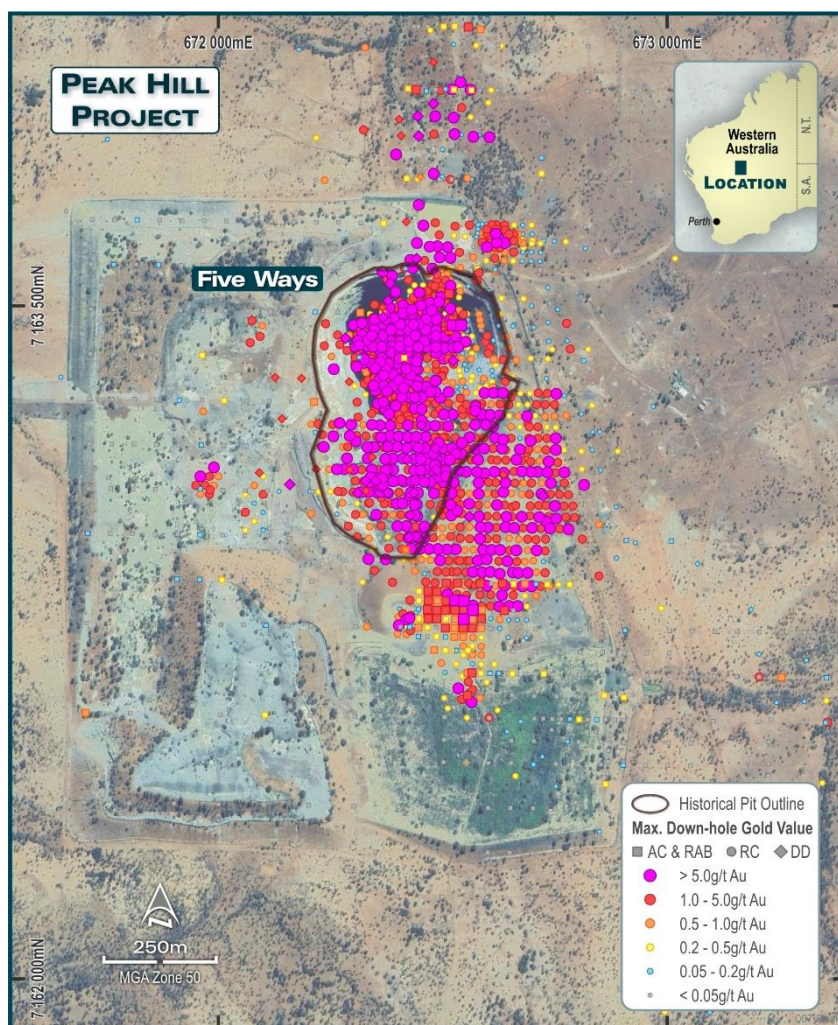 672 000mE
673 000mE
PEAK HILL
PROJECT
Western
Australia
LOCATION
N.T.
S.A.
Perth
Five Ways
7 163 500mN
Historical Pit Outline
Max. Down-hole Gold Value
AC & RAB
RC
DD
> 5.0g/t Au
1.0 - 5.0g/t Au
0.5 - 1.0g/t Au
0.2 - 0.5g/t Au
0.05 - 0.2g/t Au
< 0.05g/t Au
N
250m
MGA Zone 50
7 162 000mN